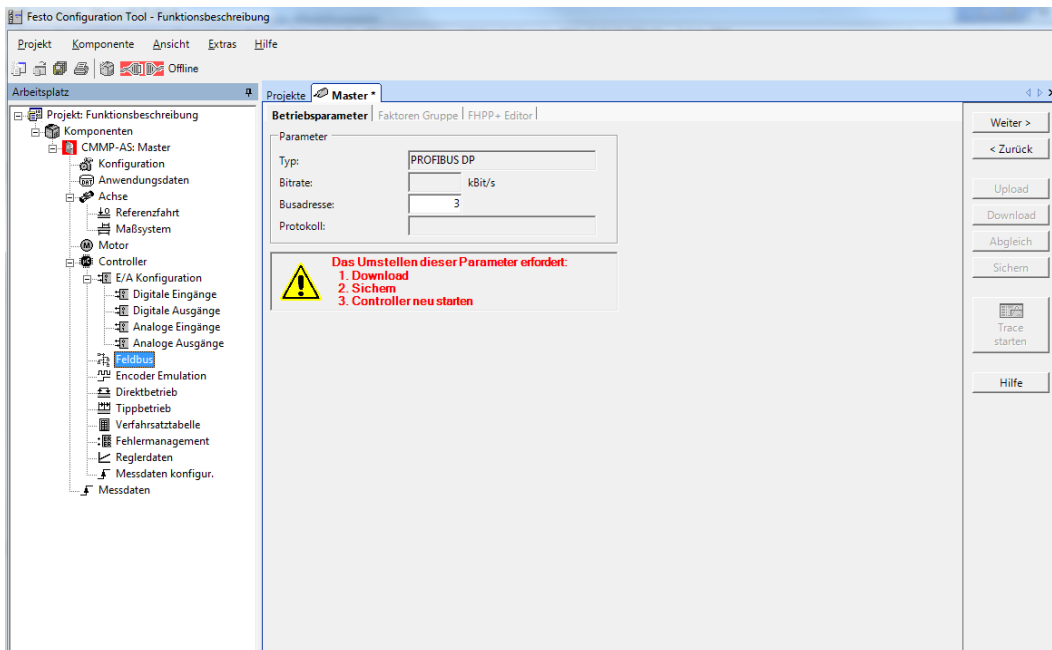 Festo Configuration Tool - Funktionsbeschreibung
Projekt Komponente Ansicht Extras Hilfe
Offline
Arbeitsplatz
Projekte Master *
Projekt: Funktionsbeschreibung
Komponenten
CMMP-AS: Master
Konfiguration
Anwendungsdaten
Achse
Referenzfahrt
Maßsystem
Motor
Controller
E/A Konfiguration
Digitale Eingänge
Digitale Ausgänge
Analoge Eingänge
Analoge Ausgänge
Feldbus
Encoder Emulation
Direktbetrieb
Tippbetrieb
Verfahrsatztabelle
Fehlermanagement
Reglerdaten
Messdaten konfigur.
Messdaten
Betriebsparameter Faktoren Gruppe FHPP+ Editor
Parameter
Typ: PROFIBUS DP
Bitrate: kBit/s
Busadresse: 3
Protokoll:
Das Umstellen dieser Parameter erfordert:
1. Download
2. Sichern
3. Controller neu starten
Weiter >
< Zurück
Upload
Download
Abgleich
Sichern
Trace
starten
Hilfe